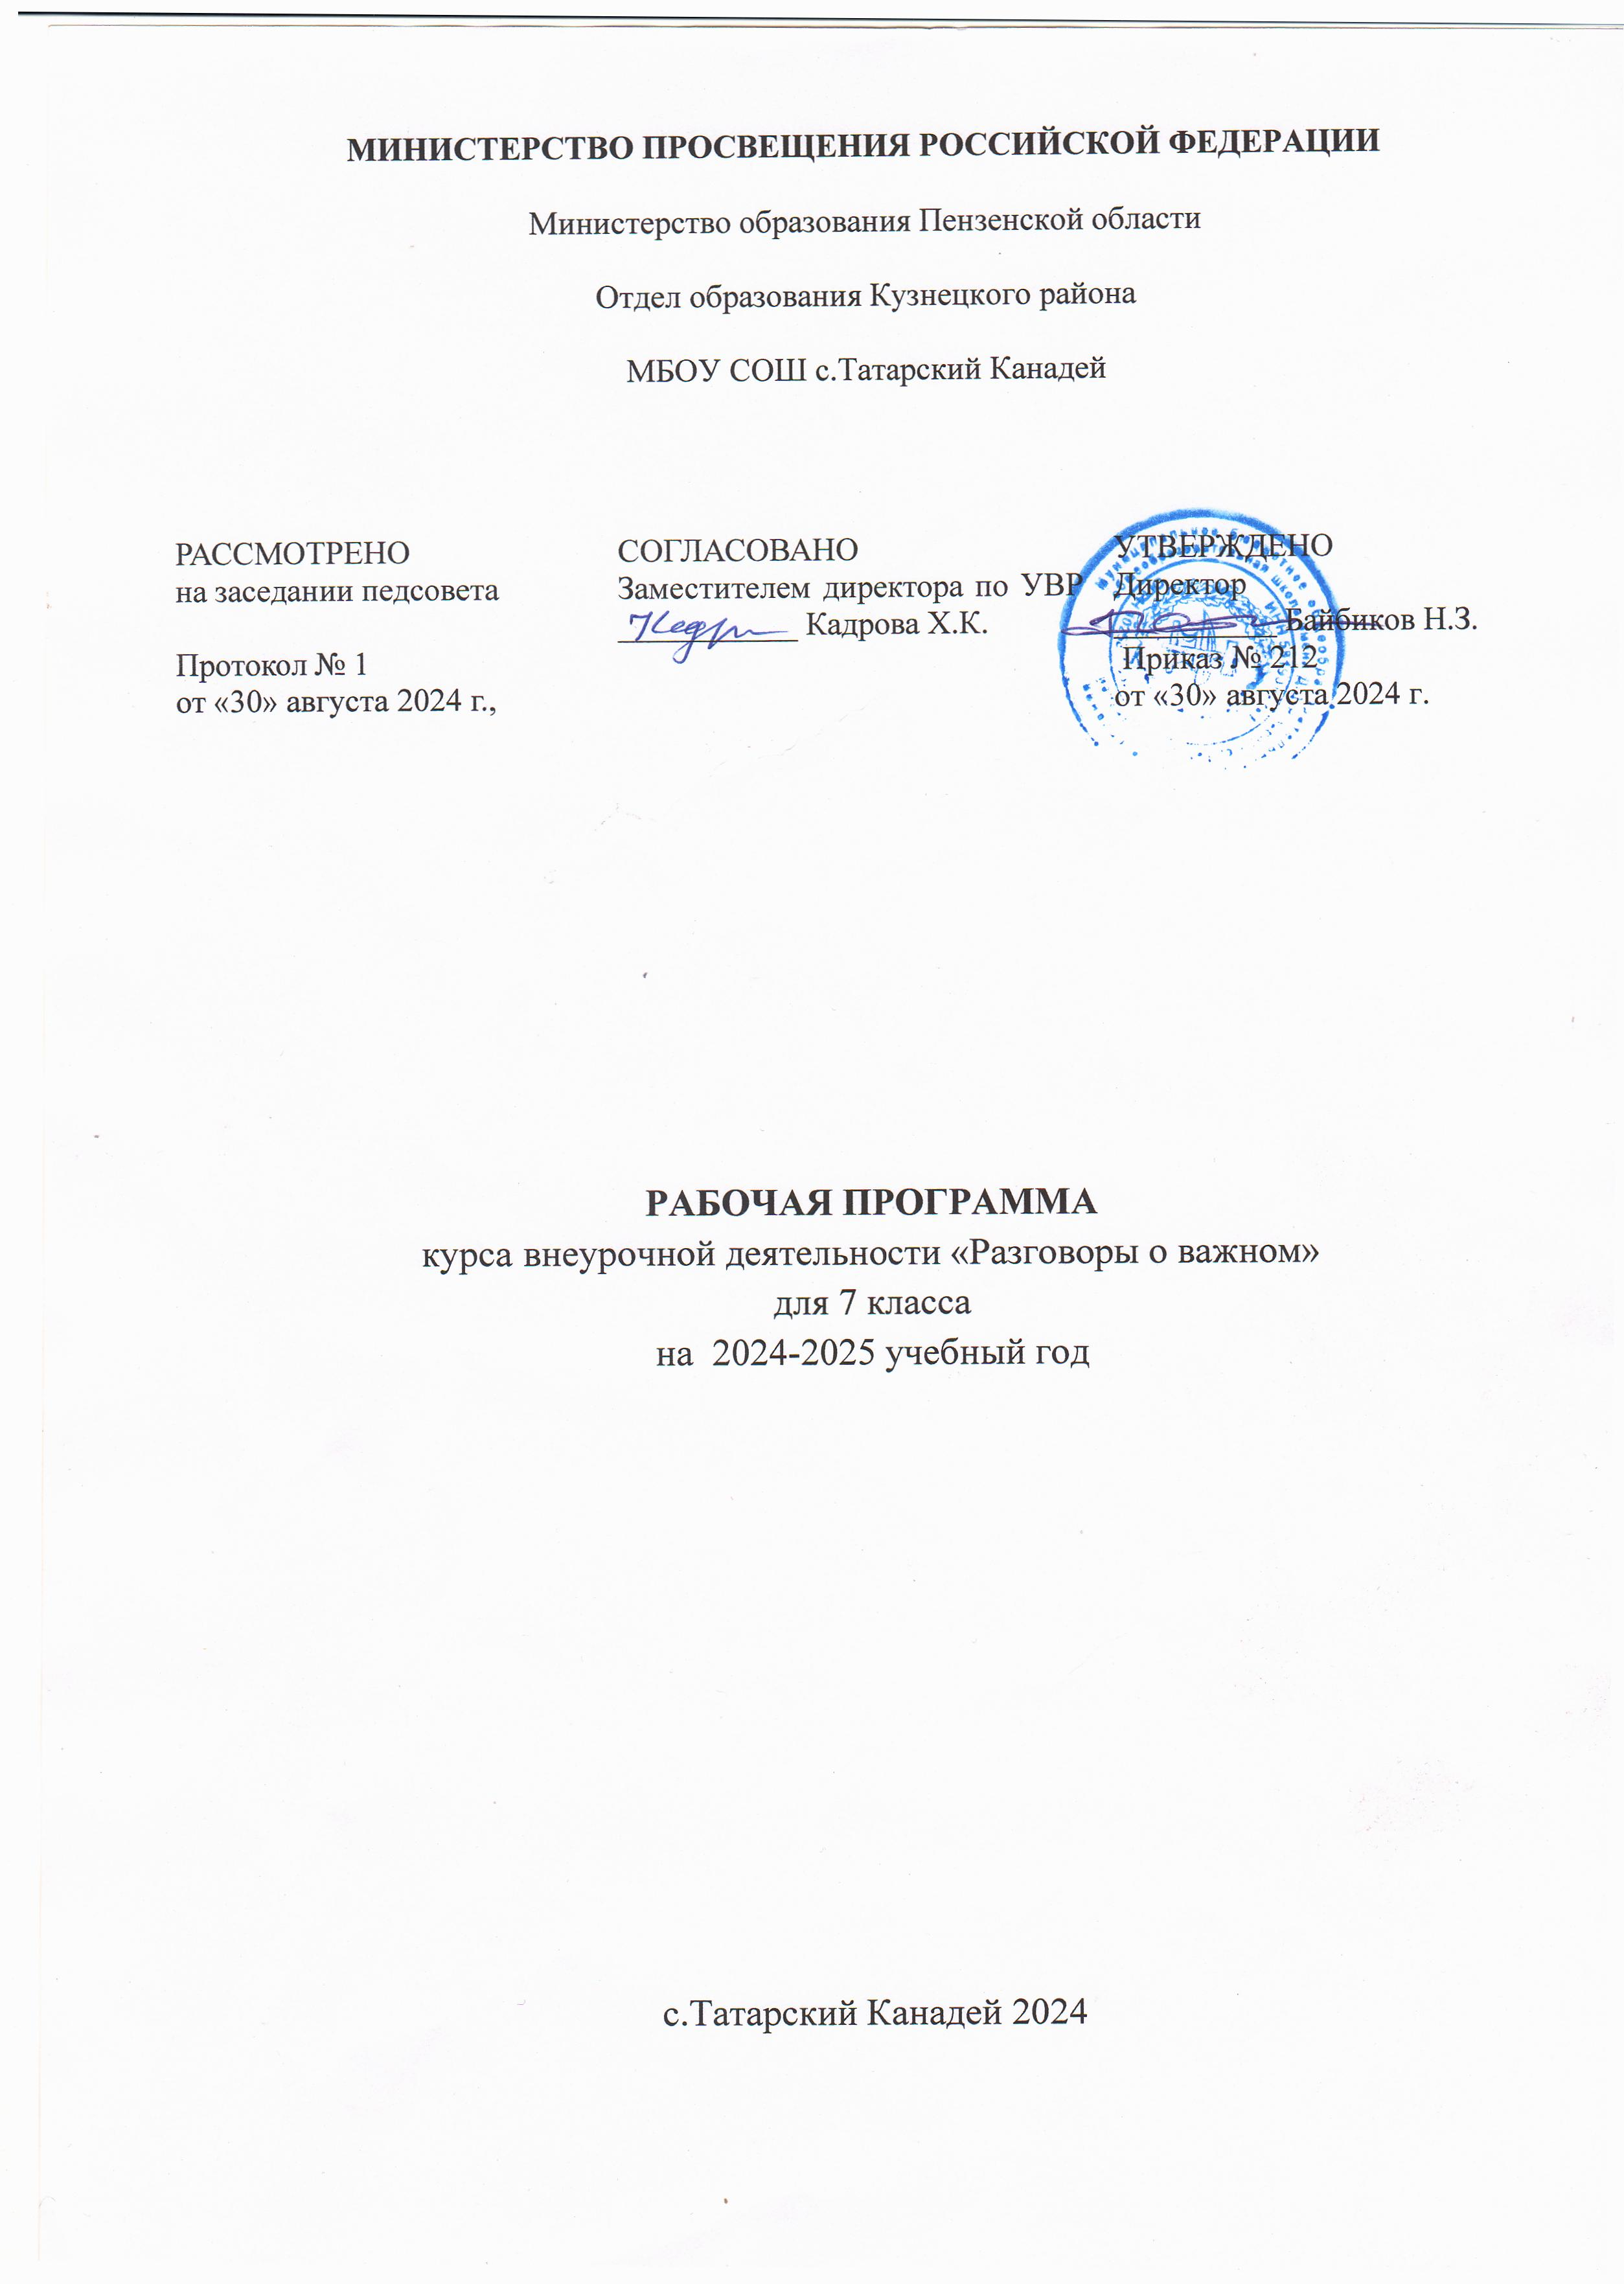 МИНИСТЕРСТВО ПРОСВЕЩЕНИЯ РОССИЙСКОЙ ФЕДЕРАЦИИ
Министерство образования Пензенской области
Отдел образования Кузнецкого района
МБОУ СОШ с.Татарский Канадей
РАССМОТРЕНО
на заседании педсовета
Протокол № 1
от «30» августа 2024 г.,
СОГЛАСОВАНО
Заместителем директора по УВР
Кадрова Х.К.
УТВЕРЖДЕНО
Директор
Байбиков Н.З.
Приказ № 212
от «30» августа 2024 г.
РАБОЧАЯ ПРОГРАММА
курса внеурочной деятельности «Разговоры о важном»
для 7 класса
на 2024-2025 учебный год
с.Татарский Канадей 2024